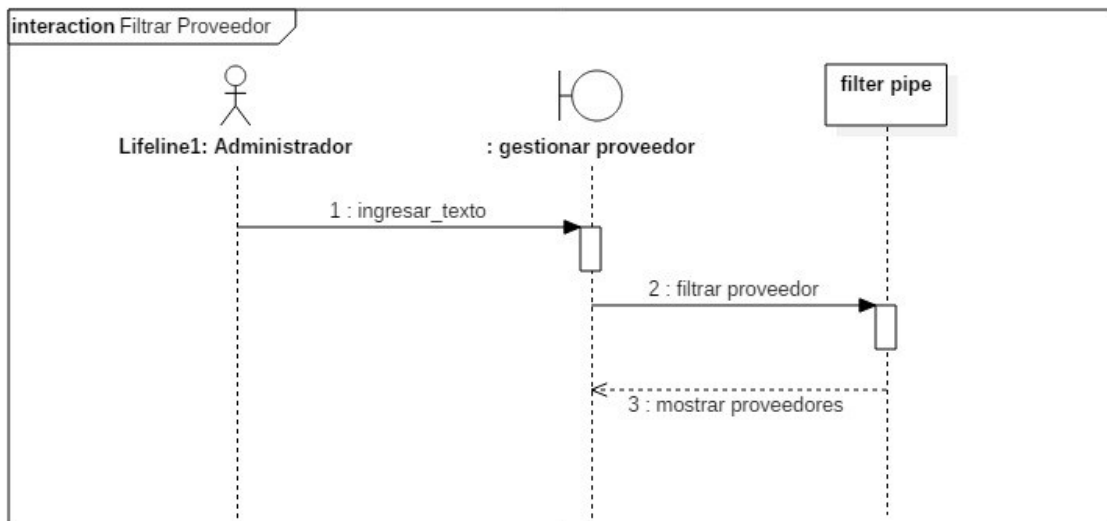 interaction Filtrar Proveedor
filter pipe
Lifeline1: Administrador
: gestionar proveedor
1 : ingresar_texto
2 : filtrar proveedor
3 : mostrar proveedores